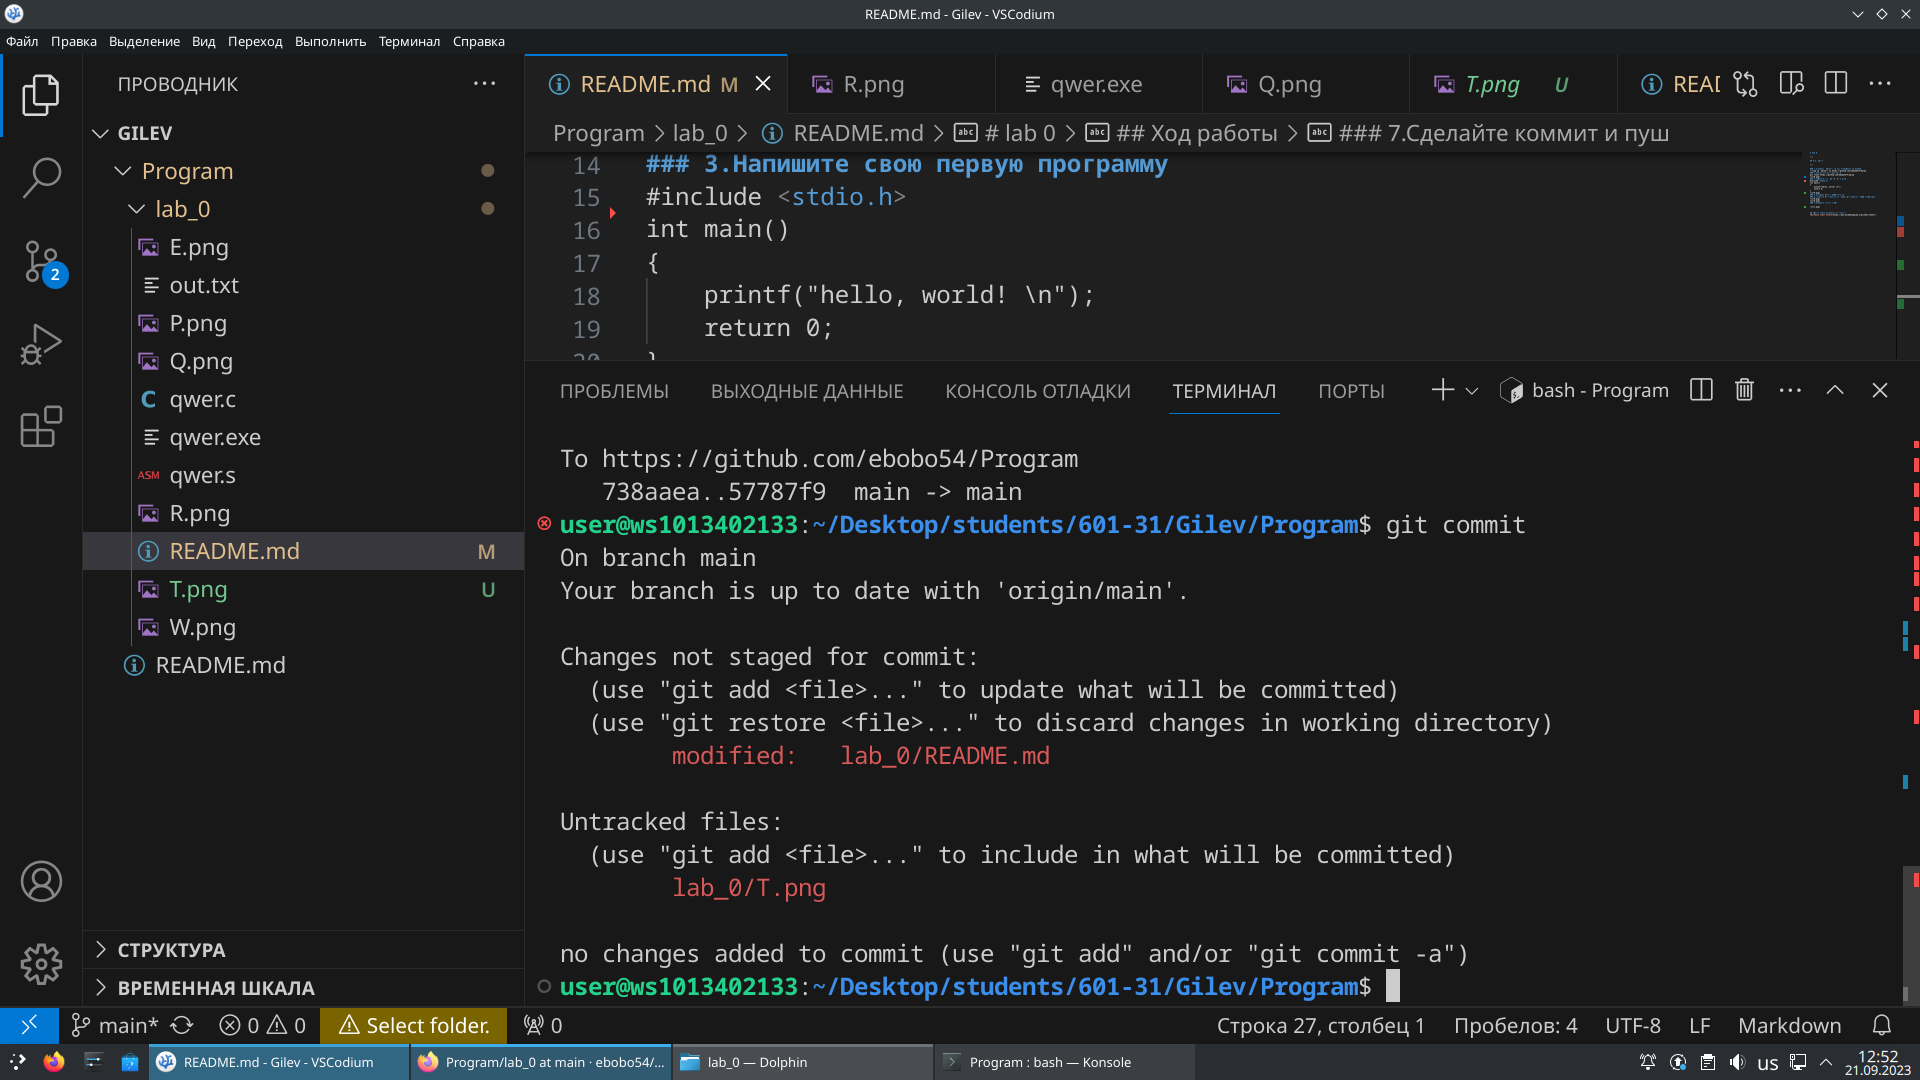 README.md - Gilev - VSCodium
Файл Правка Выделение Вид Переход Выполнить Терминал Справка
ПРОВОДНИК
GILEV
Program
lab_0
E.png
out.txt
P.png
Q.png
C qwer.c
qwer.exe
ASM qwer.s
R.png
README.md M
T.png U
W.png
README.md
СТРУКТУРА
ВРЕМЕННАЯ ШКАЛА
2
README.md M R.png qwer.exe Q.png T.png U READ
Program > lab_0 > README.md > abc # lab 0 > abc ## Ход работы > abc ### 7.Сделайте коммит и пуш
14 ### 3.Напишите свою первую программу
15 #include <stdio.h>
16 int main()
17 {
18 printf("hello, world! \n");
19 return 0;
20 }
ПРОБЛЕМЫ ВЫХОДНЫЕ ДАННЫЕ КОНСОЛЬ ОТЛАДКИ ТЕРМИНАЛ ПОРТЫ bash - Program
To https://github.com/ebobo54/Program
738aaea..57787f9 main -> main
user@ws1013402133:~/Desktop/students/601-31/Gilev/Program$ git commit
On branch main
Your branch is up to date with 'origin/main'.
Changes not staged for commit:
(use "git add <file>..." to update what will be committed)
(use "git restore <file>..." to discard changes in working directory)
modified: lab_0/README.md
Untracked files:
(use "git add <file>..." to include in what will be committed)
lab_0/T.png
no changes added to commit (use "git add" and/or "git commit -a")
user@ws1013402133:~/Desktop/students/601-31/Gilev/Program$
main* 0 0 Select folder. 0 Строка 27, столбец 1 Пробелов: 4 UTF-8 LF Markdown
README.md - Gilev - VSCodium Program/lab_0 at main · ebobo54/... lab_0 — Dolphin Program : bash — Konsole us 12:52
21.09.2023